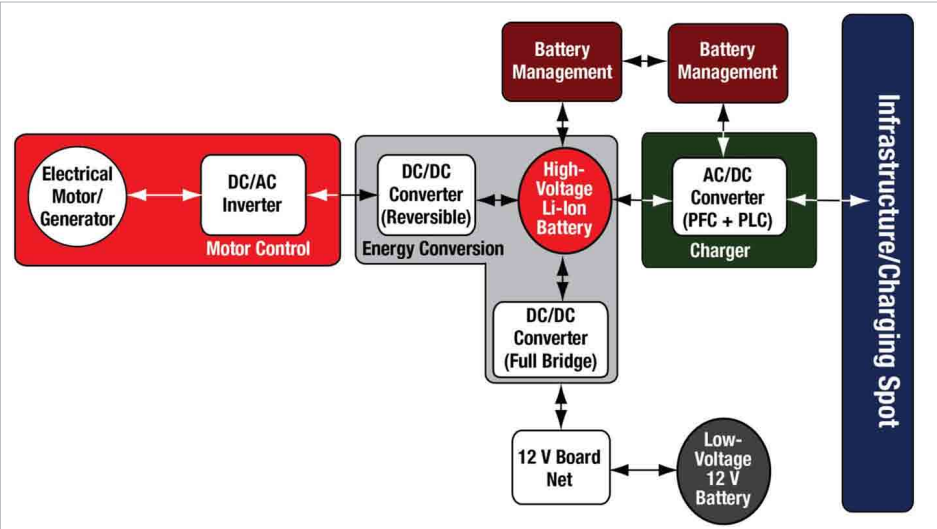 Battery
Management
Battery
Management
Electrical
Motor/
Generator
DC/AC
Inverter
Motor Control
DC/DC
Converter
(Reversible)
Energy Conversion
High-
Voltage
Li-Ion
Battery
AC/DC
Converter
(PFC + PLC)
Charger
Infrastructure/Charging Spot
DC/DC
Converter
(Full Bridge)
12 V Board
Net
Low-
Voltage
12 V
Battery